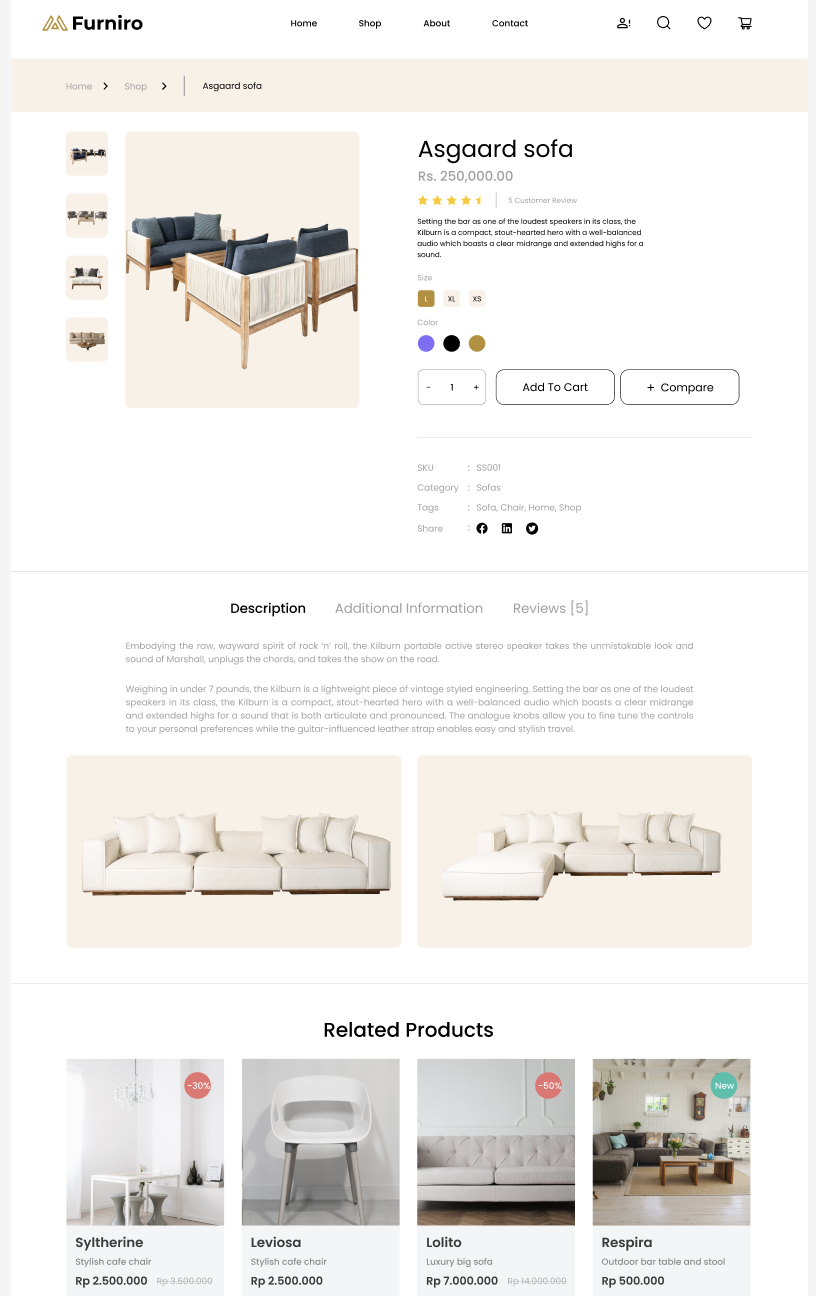 Furniro
Home Shop About Contact
Home Shop Asgaard sofa
Asgaard sofa
Rs. 250,000.00
5 Customer Review
Setting the bar as one of the loudest speakers in its class, the
Kilburn is a compact, stout-hearted hero with a well-balanced
audio which boasts a clear midrange and extended highs for a
sound.
Size
L XL XS
Color
- 1 +
Add To Cart
+ Compare
SKU : SS001
Category : Sofas
Tags : Sofa, Chair, Home, Shop
Share :
Description Additional Information Reviews [5]
Embodying the raw, wayward spirit of rock ‘n’ roll, the Kilburn portable active stereo speaker takes the unmistakable look and
sound of Marshall, unplugs the chords, and takes the show on the road.
Weighing in under 7 pounds, the Kilburn is a lightweight piece of vintage styled engineering. Setting the bar as one of the loudest
speakers in its class, the Kilburn is a compact, stout-hearted hero with a well-balanced audio which boasts a clear midrange
and extended highs for a sound that is both articulate and pronounced. The analogue knobs allow you to fine tune the controls
to your personal preferences while the guitar-influenced leather strap enables easy and stylish travel.
Related Products
-30%
-50%
New
Syltherine
Stylish cafe chair
Rp 2.500.000 Rp 3.500.000
Leviosa
Stylish cafe chair
Rp 2.500.000
Lolito
Luxury big sofa
Rp 7.000.000 Rp 14.000.000
Respira
Outdoor bar table and stool
Rp 500.000